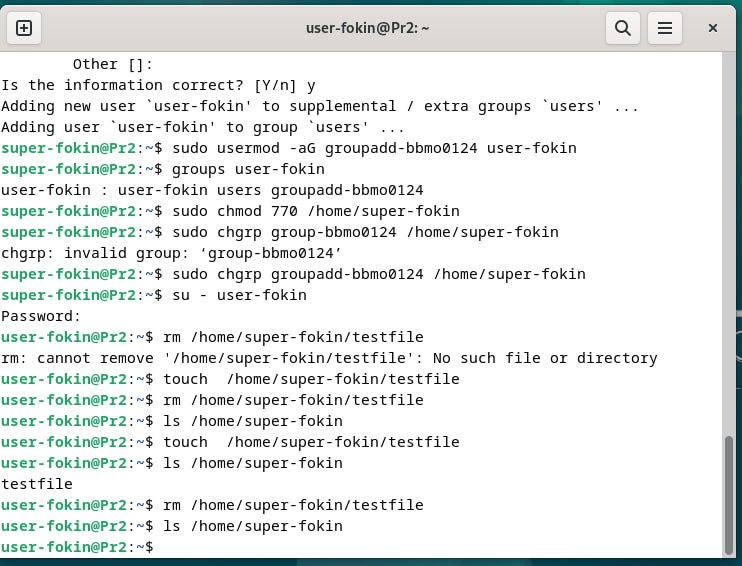 user-fokin@Pr2: ~
Other []:
Is the information correct? [Y/n] y
Adding new user `user-fokin' to supplemental / extra groups `users' ...
Adding user `user-fokin' to group `users' ...
super-fokin@Pr2:~$ sudo usermod -aG groupadd-bbmo0124 user-fokin
super-fokin@Pr2:~$ groups user-fokin
user-fokin : user-fokin users groupadd-bbmo0124
super-fokin@Pr2:~$ sudo chmod 770 /home/super-fokin
super-fokin@Pr2:~$ sudo chgrp group-bbmo0124 /home/super-fokin
chgrp: invalid group: ‘group-bbmo0124’
super-fokin@Pr2:~$ sudo chgrp groupadd-bbmo0124 /home/super-fokin
super-fokin@Pr2:~$ su - user-fokin
Password:
user-fokin@Pr2:~$ rm /home/super-fokin/testfile
rm: cannot remove '/home/super-fokin/testfile': No such file or directory
user-fokin@Pr2:~$ touch  /home/super-fokin/testfile
user-fokin@Pr2:~$ rm /home/super-fokin/testfile
user-fokin@Pr2:~$ ls /home/super-fokin
user-fokin@Pr2:~$ touch  /home/super-fokin/testfile
user-fokin@Pr2:~$ ls /home/super-fokin
testfile
user-fokin@Pr2:~$ rm /home/super-fokin/testfile
user-fokin@Pr2:~$ ls /home/super-fokin
user-fokin@Pr2:~$